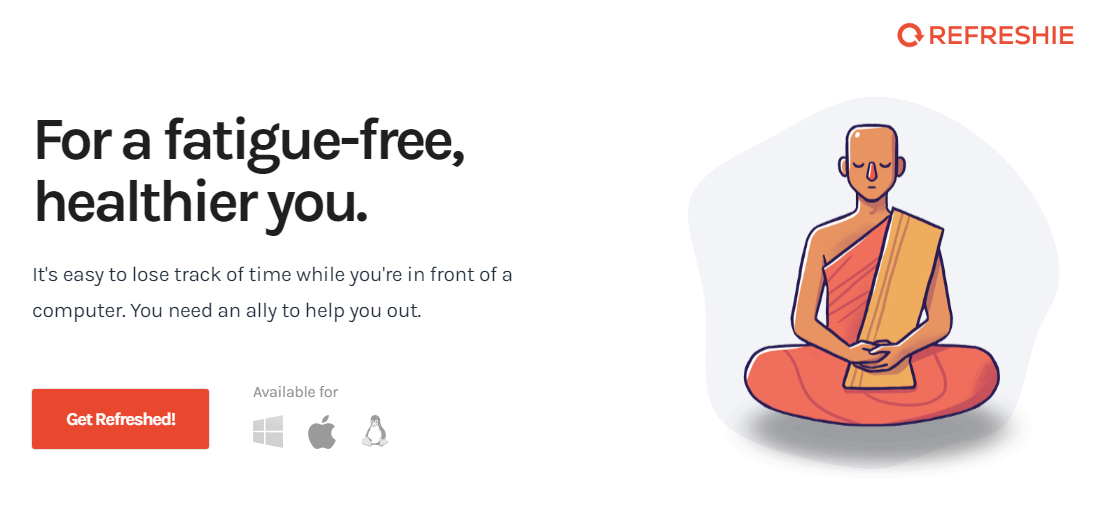 REFRESHIE
For a fatigue-free,
healthier you.
It's easy to lose track of time while you're in front of a
computer. You need an ally to help you out.
Get Refreshed!
Available for